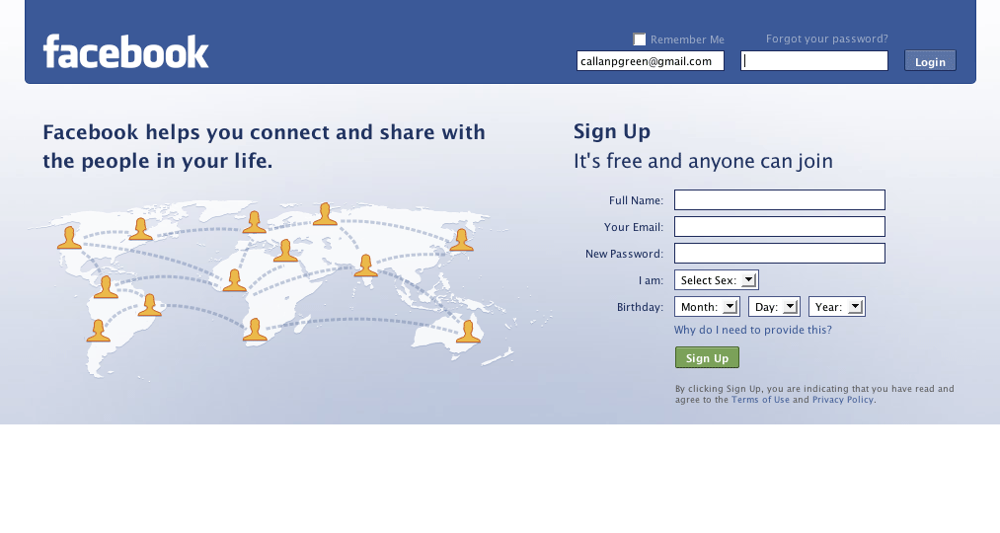 facebook
Remember Me
Forgot your password?
callanpgreen@gmail.com
Login
Facebook helps you connect and share with
the people in your life.
Sign Up
It's free and anyone can join
Full Name:
Your Email:
New Password:
I am: Select Sex:
Birthday: Month: Day: Year:
Why do I need to provide this?
Sign Up
By clicking Sign Up, you are indicating that you have read and
agree to the Terms of Use and Privacy Policy.